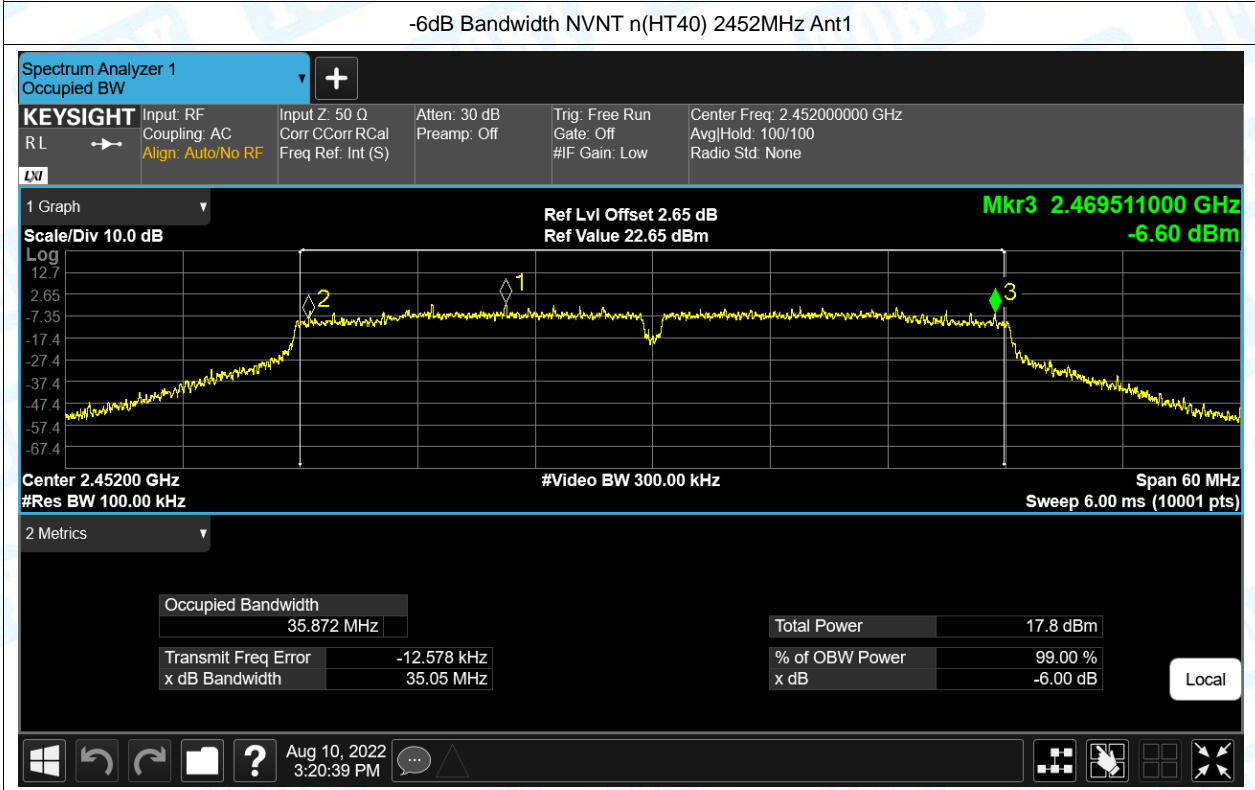 -6dB Bandwidth NVNT n(HT40) 2452MHz Ant1
Spectrum Analyzer 1
Occupied BW
KEYSIGHT
RL
LXI
Input: RF
Coupling: AC
Align: Auto/No RF
Input Z: 50 Ω
Corr CCorr RCal
Freq Ref: Int (S)
Atten: 30 dB
Preamp: Off
Trig: Free Run
Gate: Off
#IF Gain: Low
Center Freq: 2.452000000 GHz
Avg|Hold: 100/100
Radio Std: None
1 Graph
Scale/Div 10.0 dB
Ref Lvl Offset 2.65 dB
Ref Value 22.65 dBm
Mkr3 2.469511000 GHz
-6.60 dBm
Log
12.7
2.65
-7.35
-17.4
-27.4
-37.4
-47.4
-57.4
-67.4
2
1
3
Center 2.45200 GHz
#Res BW 100.00 kHz
#Video BW 300.00 kHz
Span 60 MHz
Sweep 6.00 ms (10001 pts)
2 Metrics
Occupied Bandwidth
35.872 MHz
Transmit Freq Error -12.578 kHz
x dB Bandwidth 35.05 MHz
Total Power 17.8 dBm
% of OBW Power 99.00 %
x dB -6.00 dB
Local
Aug 10, 2022
3:20:39 PM